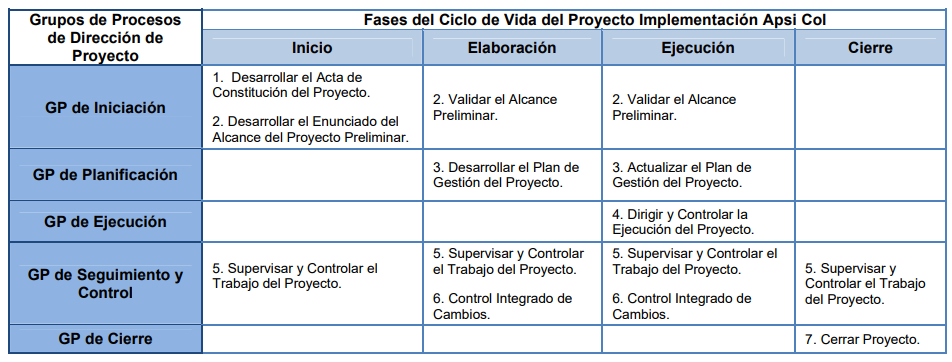 Grupos de Procesos
de Dirección de
Proyecto
Fases del Ciclo de Vida del Proyecto Implementación Apsi Col
Inicio
Elaboración
Ejecución
Cierre
GP de Iniciación
1. Desarrollar el Acta de
Constitución del Proyecto.
2. Desarrollar el Enunciado del
Alcance del Proyecto Preliminar.
2. Validar el Alcance
Preliminar.
2. Validar el Alcance
Preliminar.
GP de Planificación
3. Desarrollar el Plan de
Gestión del Proyecto.
3. Actualizar el Plan de
Gestión del Proyecto.
GP de Ejecución
4. Dirigir y Controlar la
Ejecución del Proyecto.
GP de Seguimiento y
Control
5. Supervisar y Controlar el
Trabajo del Proyecto.
5. Supervisar y Controlar
el Trabajo del Proyecto.
6. Control Integrado de
Cambios.
5. Supervisar y Controlar el
Trabajo del Proyecto.
6. Control Integrado de
Cambios.
5. Supervisar y
Controlar el Trabajo
del Proyecto.
GP de Cierre
7. Cerrar Proyecto.